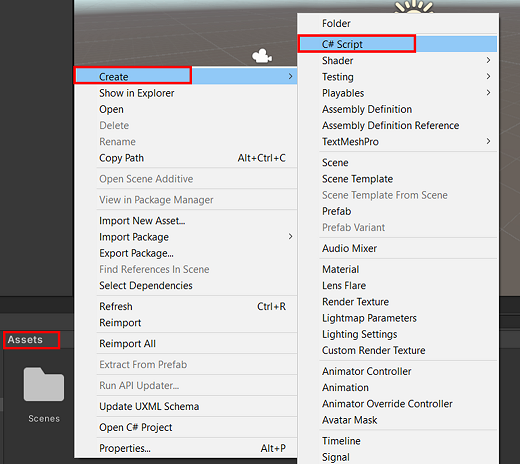 Create
Show in Explorer
Open
Delete
Rename
Copy Path Alt+Ctrl+C
Open Scene Additive
View in Package Manager
Import New Asset...
Import Package
Export Package...
Find References In Scene
Select Dependencies
Refresh Ctrl+R
Reimport
Reimport All
Extract From Prefab
Run API Updater...
Update UXML Schema
Open C# Project
Properties... Alt+P
Folder
C# Script
Shader
Testing
Playables
Assembly Definition
Assembly Definition Reference
TextMeshPro
Scene
Scene Template
Scene Template From Scene
Prefab
Prefab Variant
Audio Mixer
Material
Lens Flare
Render Texture
Lightmap Parameters
Lighting Settings
Custom Render Texture
Animator Controller
Animation
Animator Override Controller
Avatar Mask
Timeline
Signal
Assets
Scenes